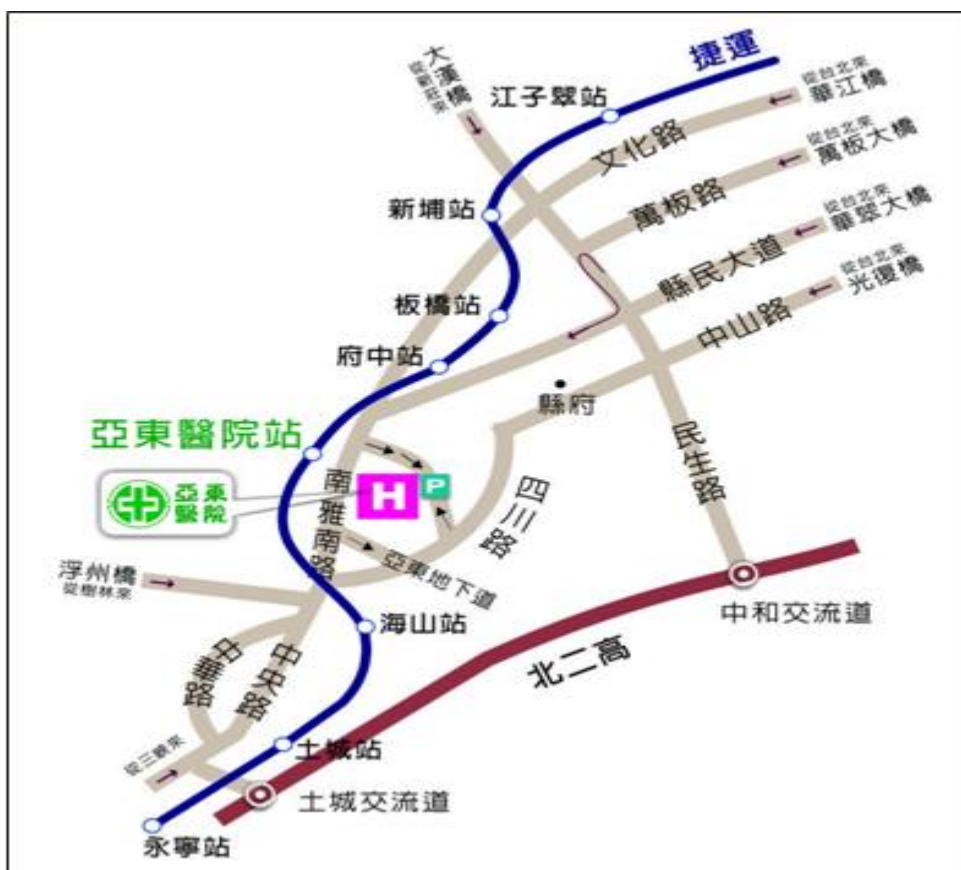 捷運
從新莊來
大漢橋
江子翠站
文化路
從台北來
華江橋
新埔站
萬板路
從台北來
萬板大橋
縣民大道
從台北來
華翠大橋
板橋站
中山路
從台北來
光復橋
府中站
縣府
亞東醫院站
民生路
亞東
醫院
H
P
南雅南路
四川路
亞東地下道
浮州橋
從樹林來
海山站
中和交流道
北二高
中華路
中央路
從三峽來
土城站
土城交流道
永寧站